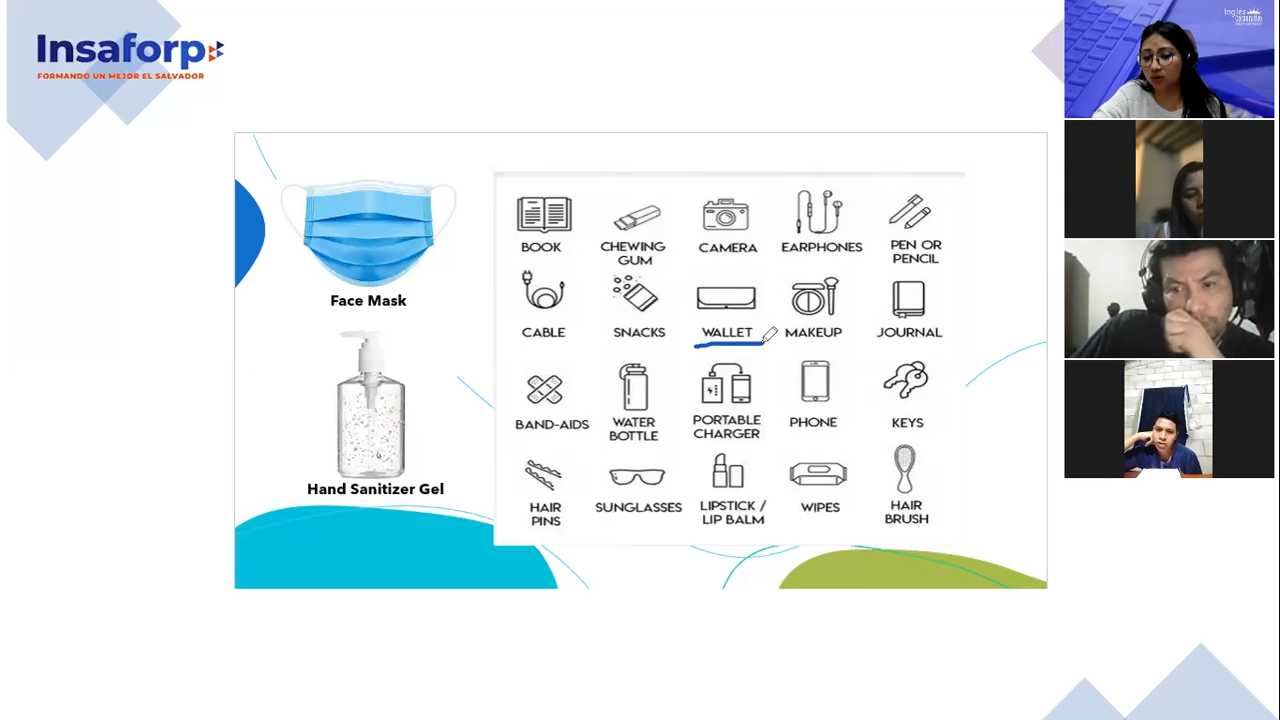 Insaforp
FORMANDO UN MEJOR EL SALVADOR
Inglés
corporativo
Face Mask
Hand Sanitizer Gel
BOOK
CHEWING
GUM
CAMERA
EARPHONES
PEN OR
PENCIL
CABLE
SNACKS
WALLET
MAKEUP
JOURNAL
BAND-AIDS
WATER
BOTTLE
PORTABLE
CHARGER
PHONE
KEYS
HAIR
PINS
SUNGLASSES
LIPSTICK /
LIP BALM
WIPES
HAIR
BRUSH